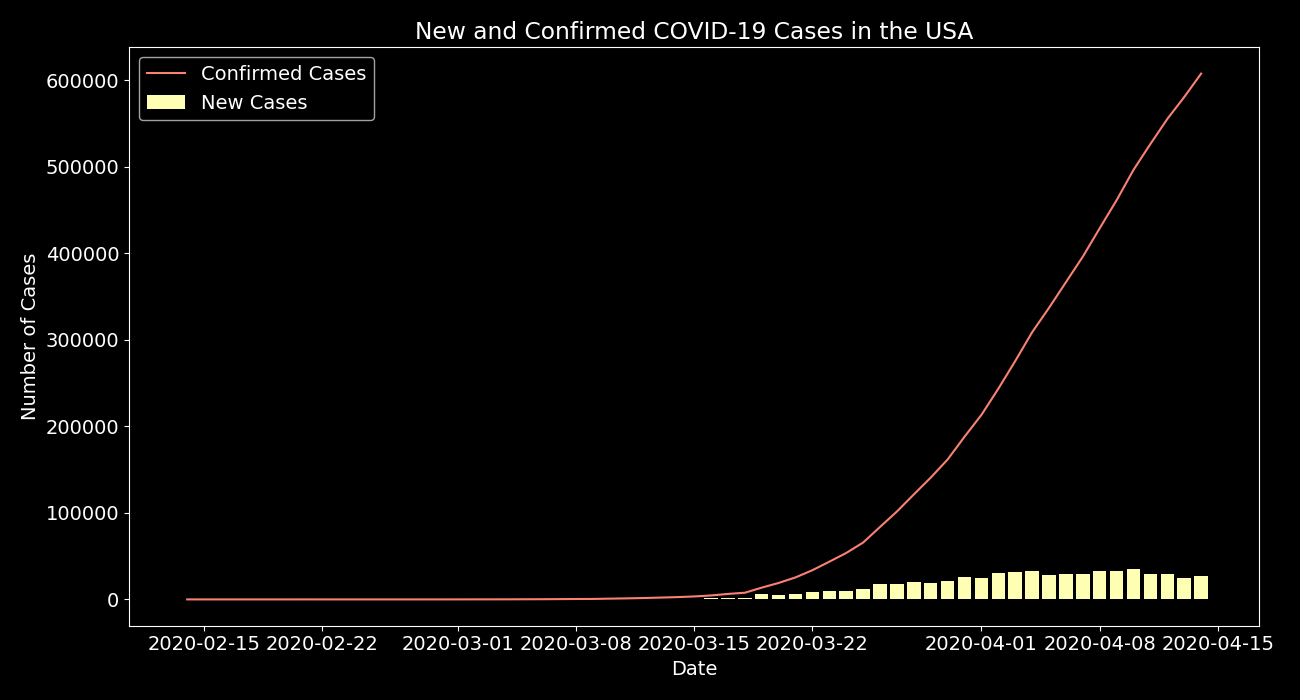 New and Confirmed COVID-19 Cases in the USA
Confirmed Cases
New Cases
600000
500000
400000
300000
200000
100000
0
Number of Cases
2020-02-15 2020-02-22 2020-03-01 2020-03-08 2020-03-15 2020-03-22 2020-04-01 2020-04-08 2020-04-15
Date